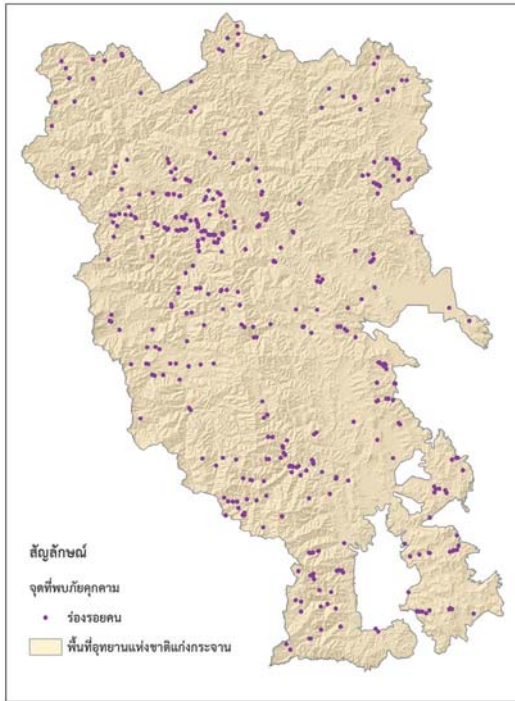 สัญลักษณ์
จุดที่พบภัยคุกคาม
ร่องรอยคน
พื้นที่อุทยานแห่งชาติแก่งกระจาน